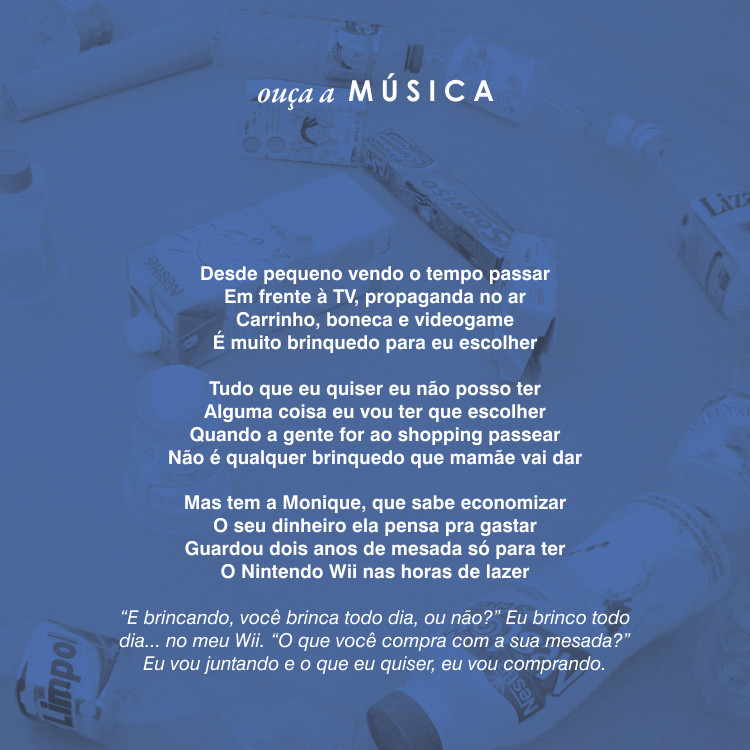 ouça a MÚSICA
Desde pequeno vendo o tempo passar
Em frente à TV, propaganda no ar
Carrinho, boneca e videogame
É muito brinquedo para eu escolher
Tudo que eu quiser eu não posso ter
Alguma coisa eu vou ter que escolher
Quando a gente for ao shopping passear
Não é qualquer brinquedo que mamãe vai dar
Mas tem a Monique, que sabe economizar
O seu dinheiro ela pensa pra gastar
Guardou dois anos de mesada só para ter
O Nintendo Wii nas horas de lazer
“E brincando, você brinca todo dia, ou não?” Eu brinco todo
dia... no meu Wii. “O que você compra com a sua mesada?”
Eu vou juntando e o que eu quiser, eu vou comprando.
SORRISO
Nestlé
Limpol
Nestlé